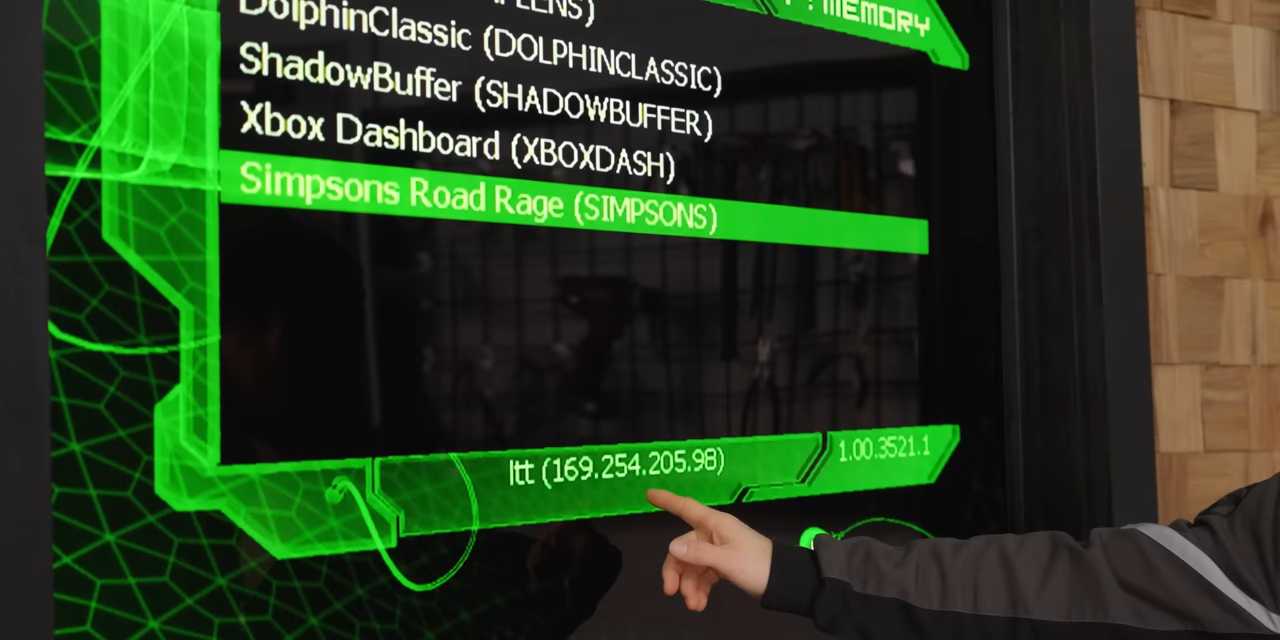 MEMORY
DolphinClassic (DOLPHINCLASSIC)
ShadowBuffer (SHADOWBUFFER)
Xbox Dashboard (XBOXDASH)
Simpsons Road Rage (SIMPSONS)
ltt (169.254.205.98)
1.00.3521.1